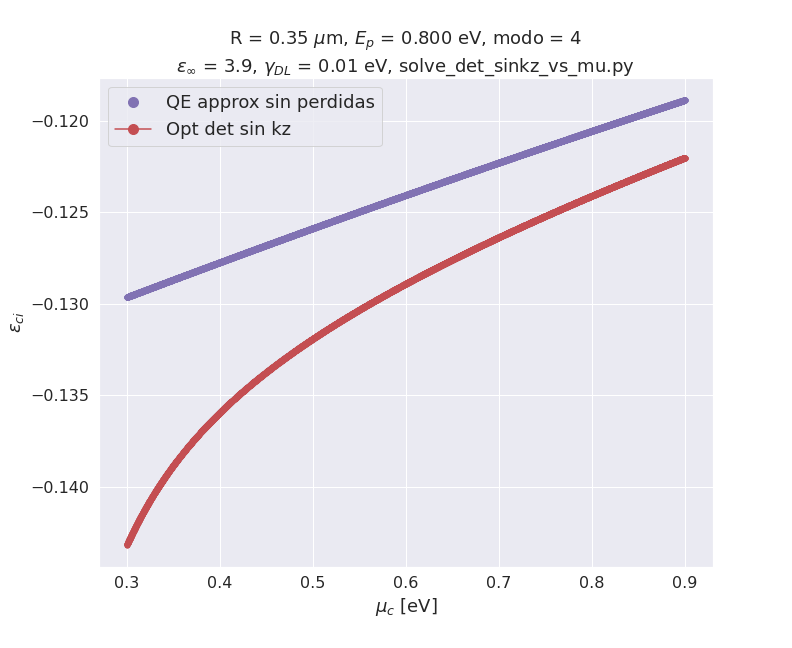 R = 0.35 μm, E_p = 0.800 eV, modo = 4
ε_∞ = 3.9, γ_DL = 0.01 eV, solve_det_sinkz_vs_mu.py
QE approx sin perdidas
Opt det sin kz
−0.120
−0.125
−0.130
−0.135
−0.140
ε_ci
0.3 0.4 0.5 0.6 0.7 0.8 0.9
μ_c [eV]